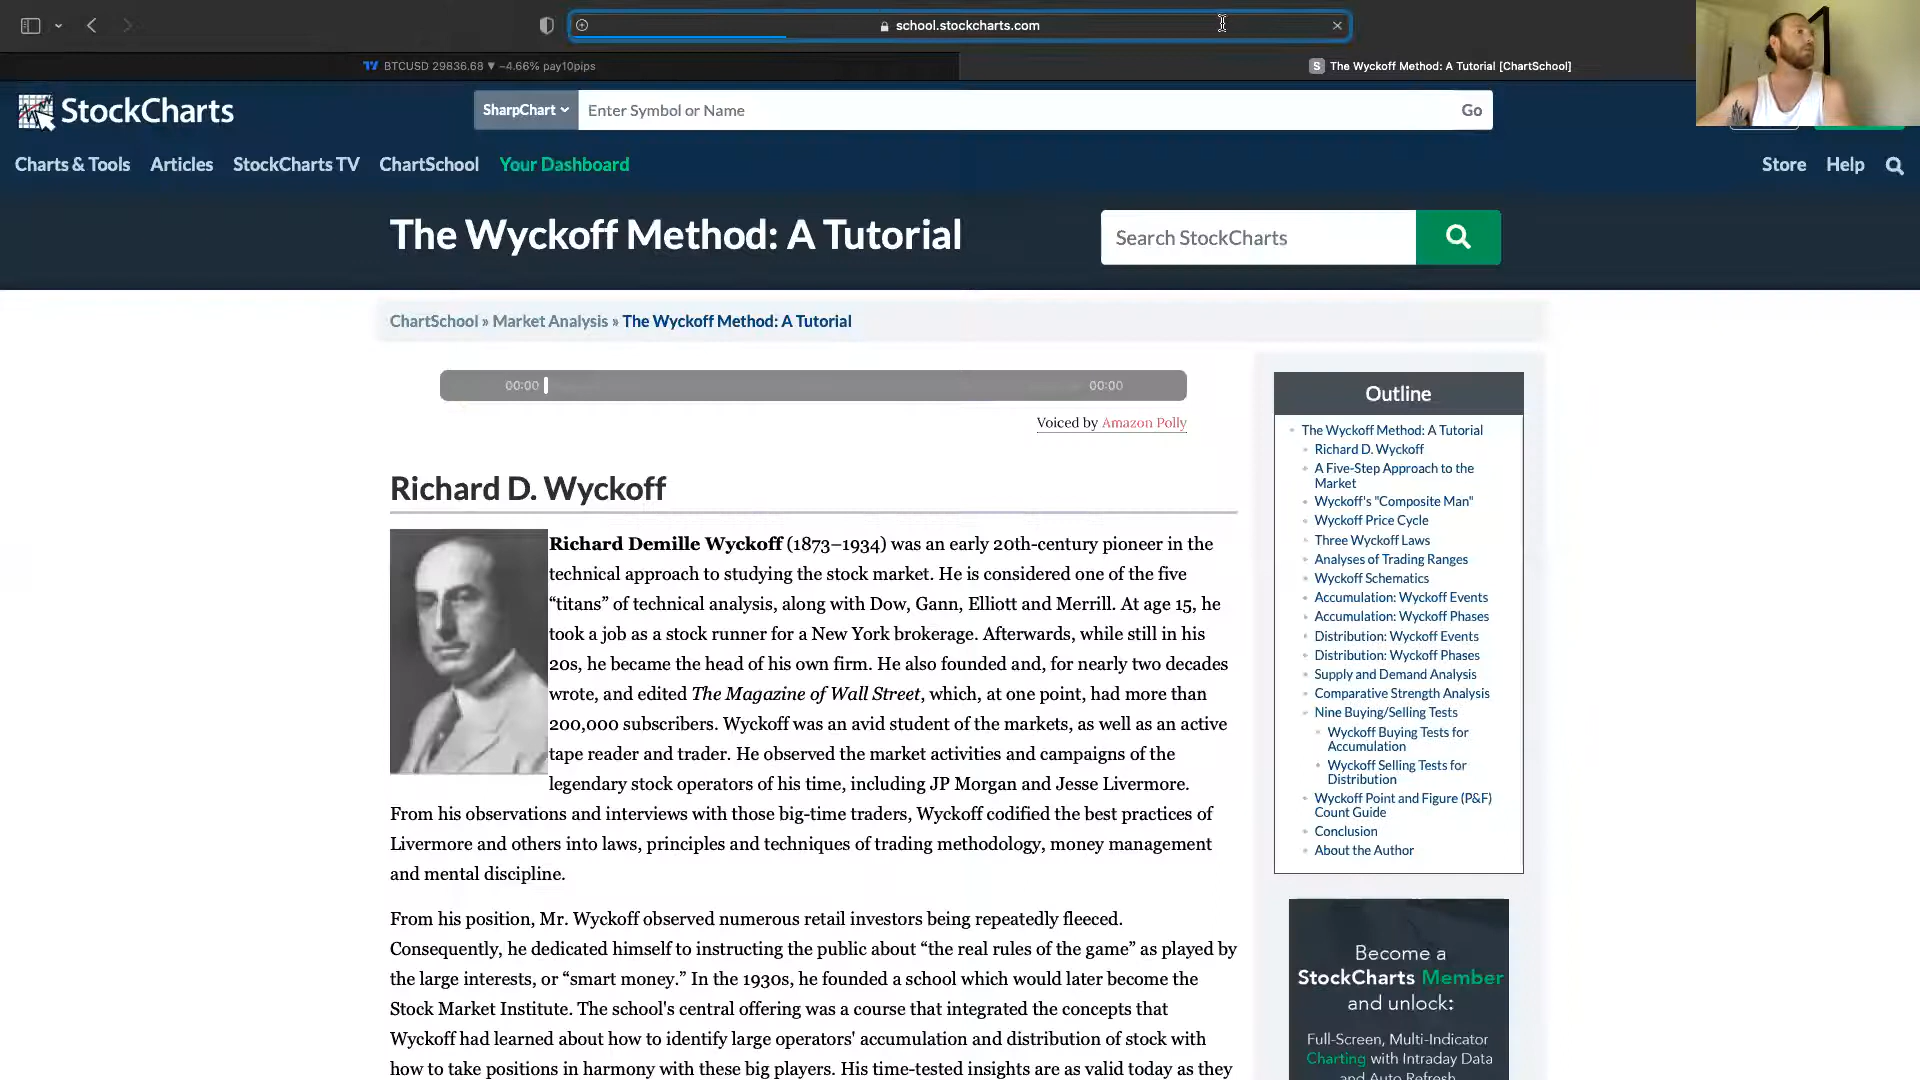 school.stockcharts.com
BTCUSD 29836.68 ▼ −4.66% pay10pips
S The Wyckoff Method: A Tutorial [ChartSchool]
StockCharts
SharpChart
Enter Symbol or Name
Go
Charts & Tools
Articles
StockCharts TV
ChartSchool
Your Dashboard
Store
Help
The Wyckoff Method: A Tutorial
Search StockCharts
ChartSchool » Market Analysis » The Wyckoff Method: A Tutorial
00:00
00:00
Voiced by Amazon Polly
Richard D. Wyckoff
Richard Demille Wyckoff (1873–1934) was an early 20th-century pioneer in the
technical approach to studying the stock market. He is considered one of the five
“titans” of technical analysis, along with Dow, Gann, Elliott and Merrill. At age 15, he
took a job as a stock runner for a New York brokerage. Afterwards, while still in his
20s, he became the head of his own firm. He also founded and, for nearly two decades
wrote, and edited The Magazine of Wall Street, which, at one point, had more than
200,000 subscribers. Wyckoff was an avid student of the markets, as well as an active
tape reader and trader. He observed the market activities and campaigns of the
legendary stock operators of his time, including JP Morgan and Jesse Livermore.
From his observations and interviews with those big-time traders, Wyckoff codified the best practices of
Livermore and others into laws, principles and techniques of trading methodology, money management
and mental discipline.
From his position, Mr. Wyckoff observed numerous retail investors being repeatedly fleeced.
Consequently, he dedicated himself to instructing the public about “the real rules of the game” as played by
the large interests, or “smart money.” In the 1930s, he founded a school which would later become the
Stock Market Institute. The school's central offering was a course that integrated the concepts that
Wyckoff had learned about how to identify large operators' accumulation and distribution of stock with
how to take positions in harmony with these big players. His time-tested insights are as valid today as they
Outline
The Wyckoff Method: A Tutorial
Richard D. Wyckoff
A Five-Step Approach to the
Market
Wyckoff's "Composite Man"
Wyckoff Price Cycle
Three Wyckoff Laws
Analyses of Trading Ranges
Wyckoff Schematics
Accumulation: Wyckoff Events
Accumulation: Wyckoff Phases
Distribution: Wyckoff Events
Distribution: Wyckoff Phases
Supply and Demand Analysis
Comparative Strength Analysis
Nine Buying/Selling Tests
Wyckoff Buying Tests for
Accumulation
Wyckoff Selling Tests for
Distribution
Wyckoff Point and Figure (P&F)
Count Guide
Conclusion
About the Author
Become a
StockCharts Member
and unlock:
Full-Screen, Multi-Indicator
Charting with Intraday Data
and Auto Refresh